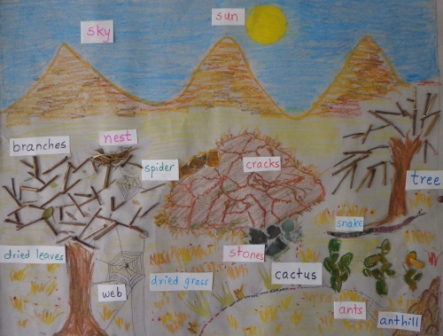 sky
sun
branches
nest
spider
cracks
tree
snake
dried leaves
stones
web
dried grass
cactus
ants
anthill